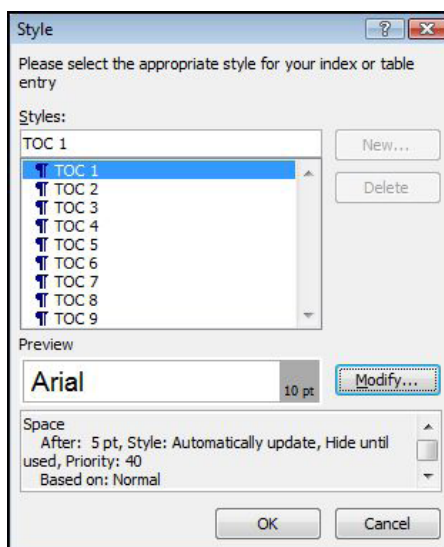 Style
Please select the appropriate style for your index or table
entry
Styles:
TOC 1
New...
TOC 1
TOC 2
TOC 3
TOC 4
TOC 5
TOC 6
TOC 7
TOC 8
TOC 9
Delete
Preview
Arial
10 pt
Modify...
Space
After: 5 pt, Style: Automatically update, Hide until
used, Priority: 40
Based on: Normal
OK
Cancel